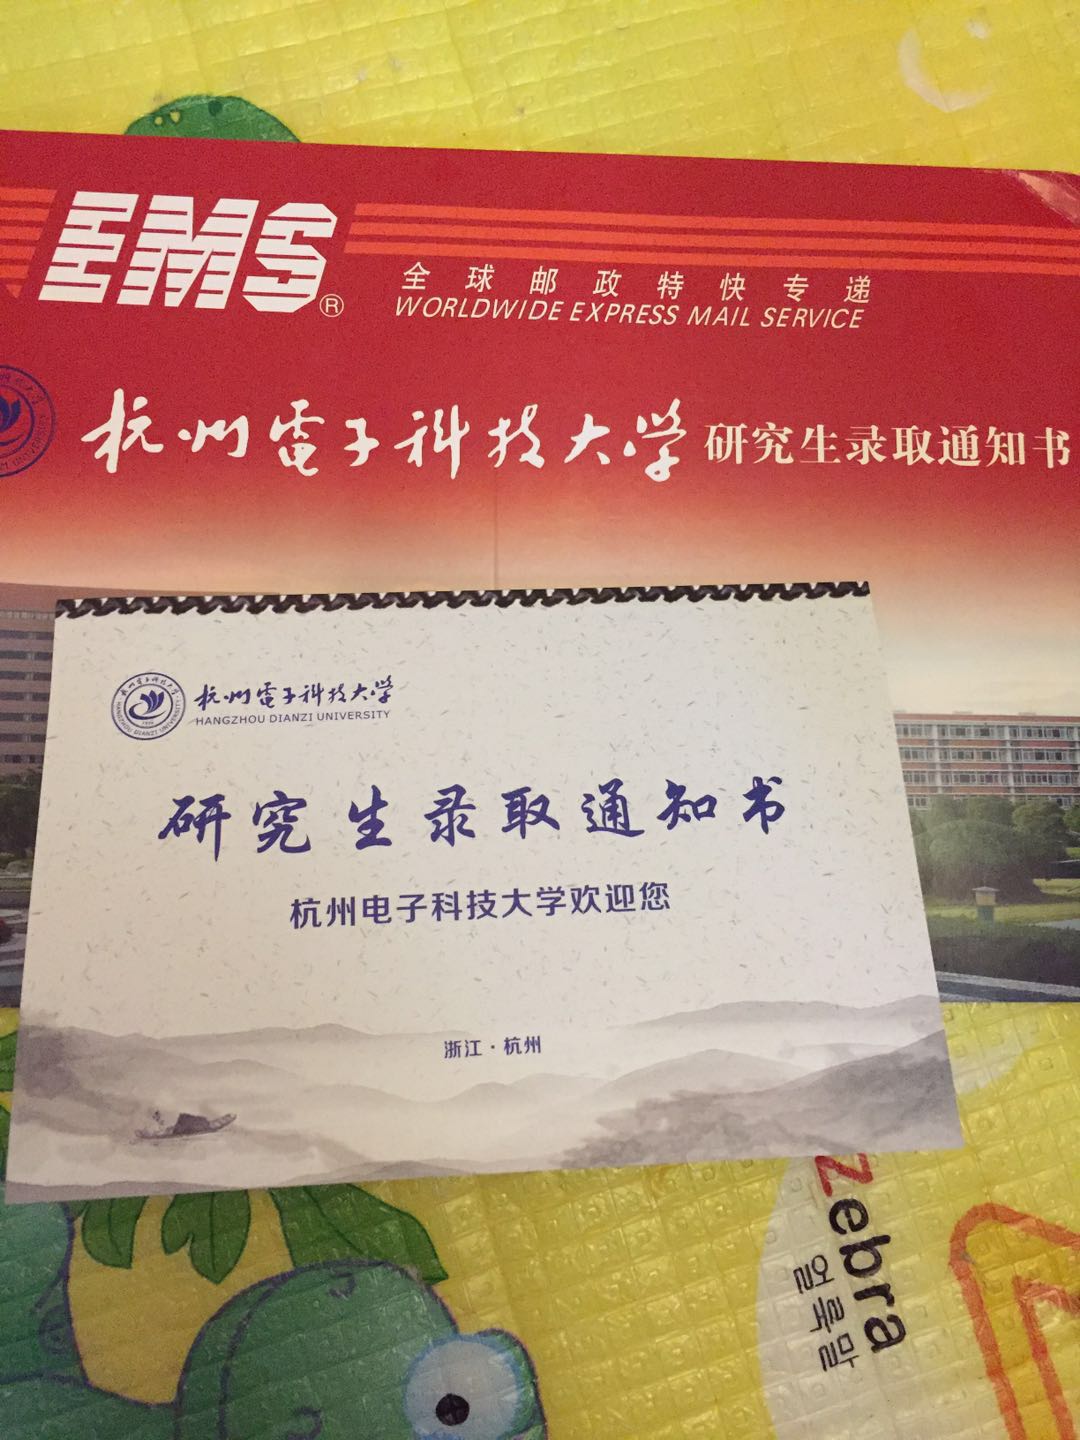 EMS®
全球邮政特快专递
WORLDWIDE EXPRESS MAIL SERVICE
杭州電子科技大学 研究生录取通知书
杭州電子科技大学
HANGZHOU DIANZI UNIVERSITY
研究生录取通知书
杭州电子科技大学欢迎您
浙江·杭州
zebra
얼룩말